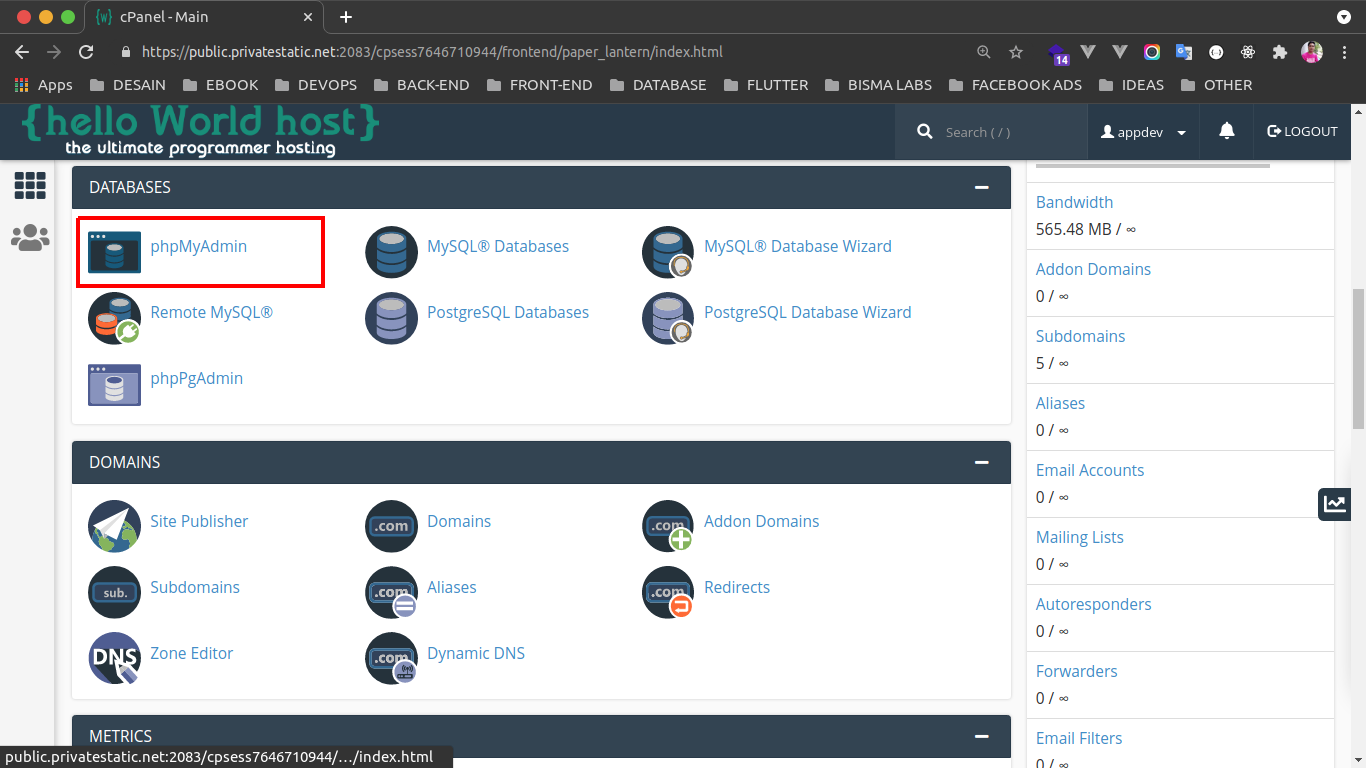 cPanel - Main
https://public.privatestatic.net:2083/cpsess7646710944/frontend/paper_lantern/index.html
14
Apps DESAIN EBOOK DEVOPS BACK-END FRONT-END DATABASE FLUTTER BISMA LABS FACEBOOK ADS IDEAS OTHER
{hello World host}
the ultimate programmer hosting
Search ( / )
appdev
LOGOUT
DATABASES
phpMyAdmin
MySQL® Databases
MySQL® Database Wizard
Remote MySQL®
PostgreSQL Databases
PostgreSQL Database Wizard
phpPgAdmin
DOMAINS
Site Publisher
.com
Domains
.com
Addon Domains
sub.
Subdomains
.com
Aliases
.com
Redirects
DNS
Zone Editor
.com
Dynamic DNS
METRICS
Bandwidth
565.48 MB / ∞
Addon Domains
0 / ∞
Subdomains
5 / ∞
Aliases
0 / ∞
Email Accounts
0 / ∞
Mailing Lists
0 / ∞
Autoresponders
0 / ∞
Forwarders
0 / ∞
Email Filters
0 / ∞
public.privatestatic.net:2083/cpsess7646710944/…/index.html